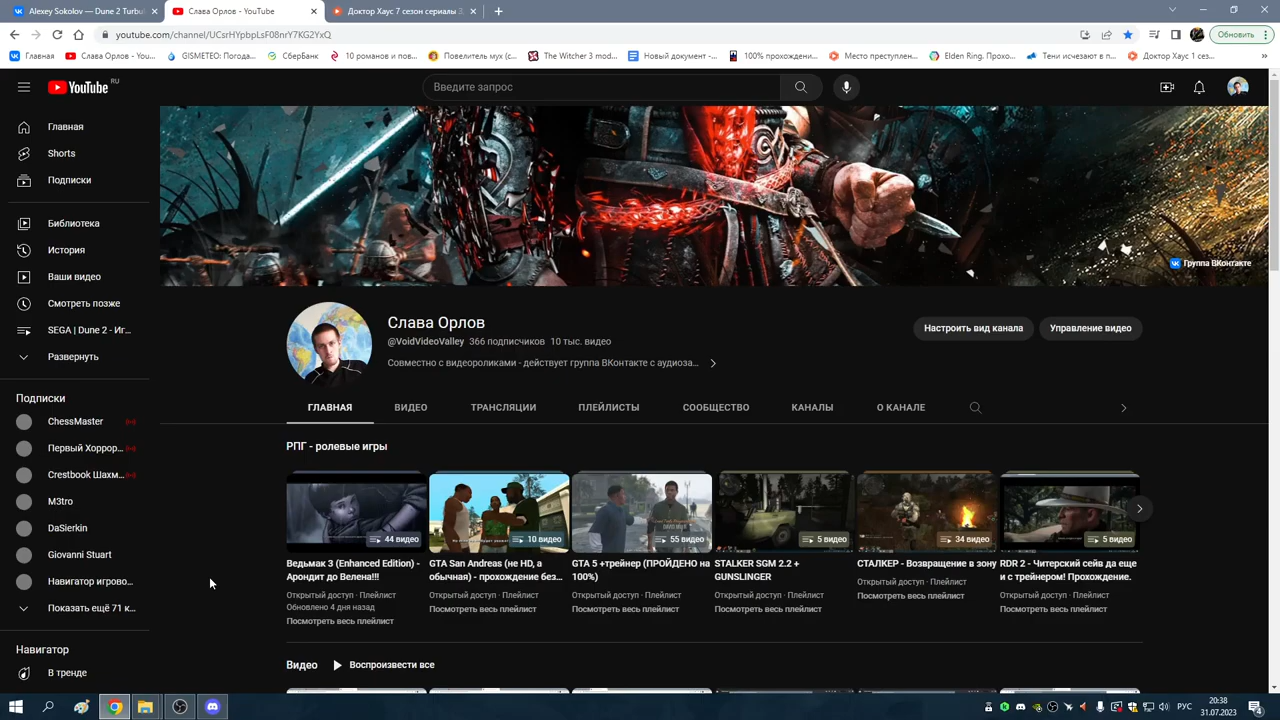 Alexey Sokolov — Dune 2 Turbul
Слава Орлов - YouTube
Доктор Хаус 7 сезон сериалы 2
youtube.com/channel/UCsrHYpbpLsF08nrY7KG2YxQ
Обновить
Главная
Слава Орлов - You...
GISMETEO: Погода...
СберБанк
10 романов и пов...
Повелитель мух (с...
The Witcher 3 mod...
Новый документ -...
100% прохождени...
Место преступлен...
Elden Ring. Прохо...
Тени исчезают в п...
Доктор Хаус 1 сез...
YouTube RU
Введите запрос
Главная
Shorts
Подписки
Библиотека
История
Ваши видео
Смотреть позже
SEGA | Dune 2 - Иг...
Развернуть
Подписки
ChessMaster
Первый Хоррор...
Crestbook Шахм...
M3tro
DaSierkin
Giovanni Stuart
Навигатор игрово...
Показать ещё 71 к...
Навигатор
В тренде
Группа ВКонтакте
Слава Орлов
@VoidVideoValley 366 подписчиков 10 тыс. видео
Совместно с видеороликами - действует группа ВКонтакте с аудиоза...
Настроить вид канала
Управление видео
ГЛАВНАЯ
ВИДЕО
ТРАНСЛЯЦИИ
ПЛЕЙЛИСТЫ
СООБЩЕСТВО
КАНАЛЫ
О КАНАЛЕ
РПГ - ролевые игры
44 видео
Ведьмак 3 (Enhanced Edition) -
Арондит до Велена!!!
Открытый доступ · Плейлист
Обновлено 4 дня назад
Посмотреть весь плейлист
10 видео
GTA San Andreas (не HD, а
обычная) - прохождение без...
Открытый доступ · Плейлист
Посмотреть весь плейлист
55 видео
GTA 5 +трейнер (ПРОЙДЕНО на
100%)
Открытый доступ · Плейлист
Посмотреть весь плейлист
5 видео
STALKER SGM 2.2 +
GUNSLINGER
Открытый доступ · Плейлист
Посмотреть весь плейлист
34 видео
СТАЛКЕР - Возвращение в зону
Открытый доступ · Плейлист
Посмотреть весь плейлист
5 видео
RDR 2 - Читерский сейв да еще
и с трейнером! Прохождение.
Открытый доступ · Плейлист
Посмотреть весь плейлист
Видео
Воспроизвести все
РУС
20:38
31.07.2023
4